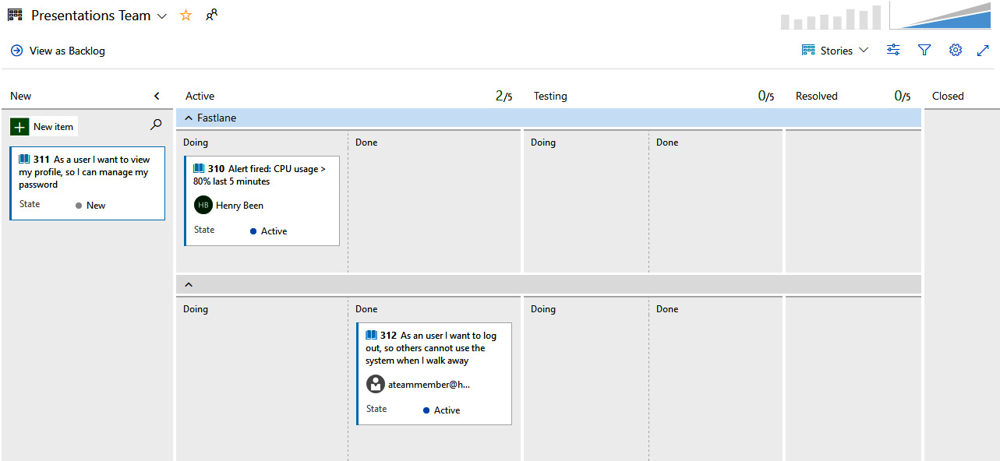 Presentations Team
View as Backlog
Stories
New
Active 2/5
Testing 0/5
Resolved 0/5
Closed
New item
311 As a user I want to view
my profile, so I can manage my
password
State New
Fastlane
Doing
Done
Doing
Done
310 Alert fired: CPU usage >
80% last 5 minutes
HB Henry Been
State Active
Doing
Done
Doing
Done
312 As an user I want to log
out, so others cannot use the
system when I walk away
ateammember@h...
State Active